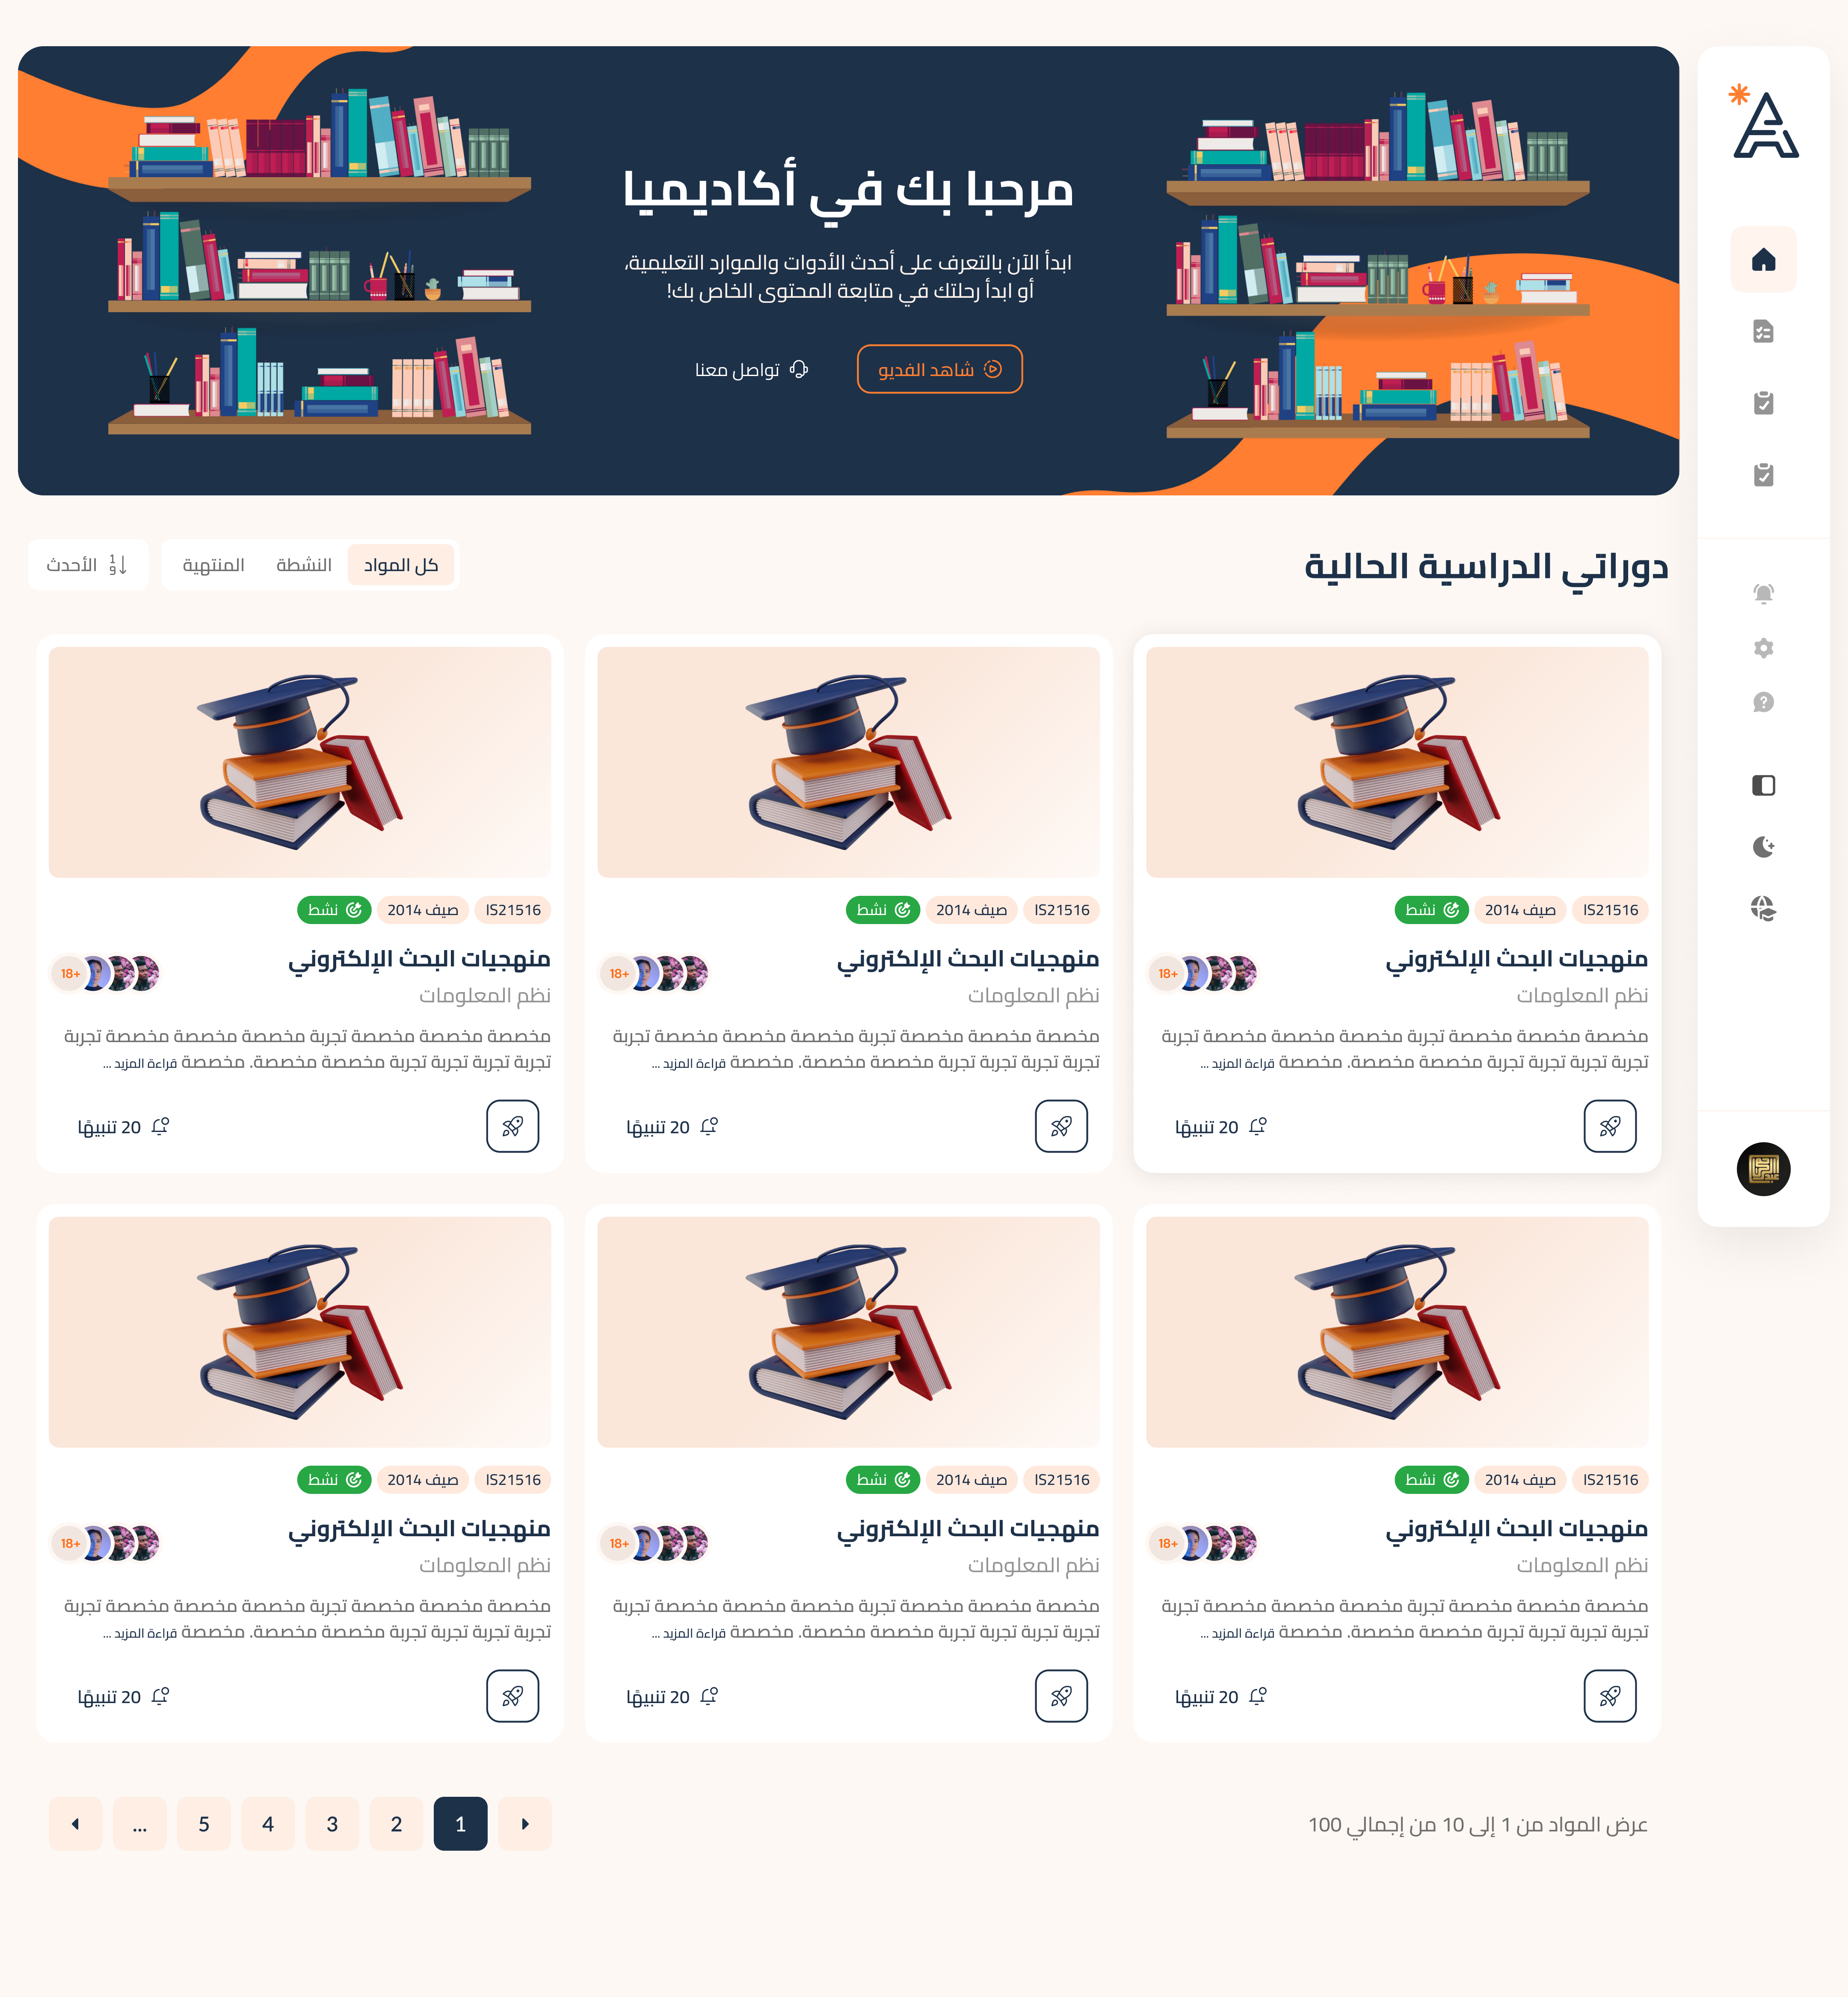 مرحبا بك في أكاديميا
ابدأ الآن بالتعرف على أحدث الأدوات والموارد التعليمية،
أو ابدأ رحلتك في متابعة المحتوى الخاص بك!
شاهد الفديو
تواصل معنا
دوراتي الدراسية الحالية
كل المواد
النشطة
المنتهية
الأحدث
IS21516
صيف 2014
نشط
منهجيات البحث الإلكتروني
نظم المعلومات
18+
مخصصة مخصصة مخصصة تجربة مخصصة مخصصة مخصصة تجربة
تجربة تجربة تجربة تجربة مخصصة مخصصة. مخصصة قراءة المزيد ...
20 تنبيهًا
IS21516
صيف 2014
نشط
منهجيات البحث الإلكتروني
نظم المعلومات
18+
مخصصة مخصصة مخصصة تجربة مخصصة مخصصة مخصصة تجربة
تجربة تجربة تجربة تجربة مخصصة مخصصة. مخصصة قراءة المزيد ...
20 تنبيهًا
IS21516
صيف 2014
نشط
منهجيات البحث الإلكتروني
نظم المعلومات
18+
مخصصة مخصصة مخصصة تجربة مخصصة مخصصة مخصصة تجربة
تجربة تجربة تجربة تجربة مخصصة مخصصة. مخصصة قراءة المزيد ...
20 تنبيهًا
IS21516
صيف 2014
نشط
منهجيات البحث الإلكتروني
نظم المعلومات
18+
مخصصة مخصصة مخصصة تجربة مخصصة مخصصة مخصصة تجربة
تجربة تجربة تجربة تجربة مخصصة مخصصة. مخصصة قراءة المزيد ...
20 تنبيهًا
IS21516
صيف 2014
نشط
منهجيات البحث الإلكتروني
نظم المعلومات
18+
مخصصة مخصصة مخصصة تجربة مخصصة مخصصة مخصصة تجربة
تجربة تجربة تجربة تجربة مخصصة مخصصة. مخصصة قراءة المزيد ...
20 تنبيهًا
IS21516
صيف 2014
نشط
منهجيات البحث الإلكتروني
نظم المعلومات
18+
مخصصة مخصصة مخصصة تجربة مخصصة مخصصة مخصصة تجربة
تجربة تجربة تجربة تجربة مخصصة مخصصة. مخصصة قراءة المزيد ...
20 تنبيهًا
عرض المواد من 1 إلى 10 من إجمالي 100
1
2
3
4
5
...